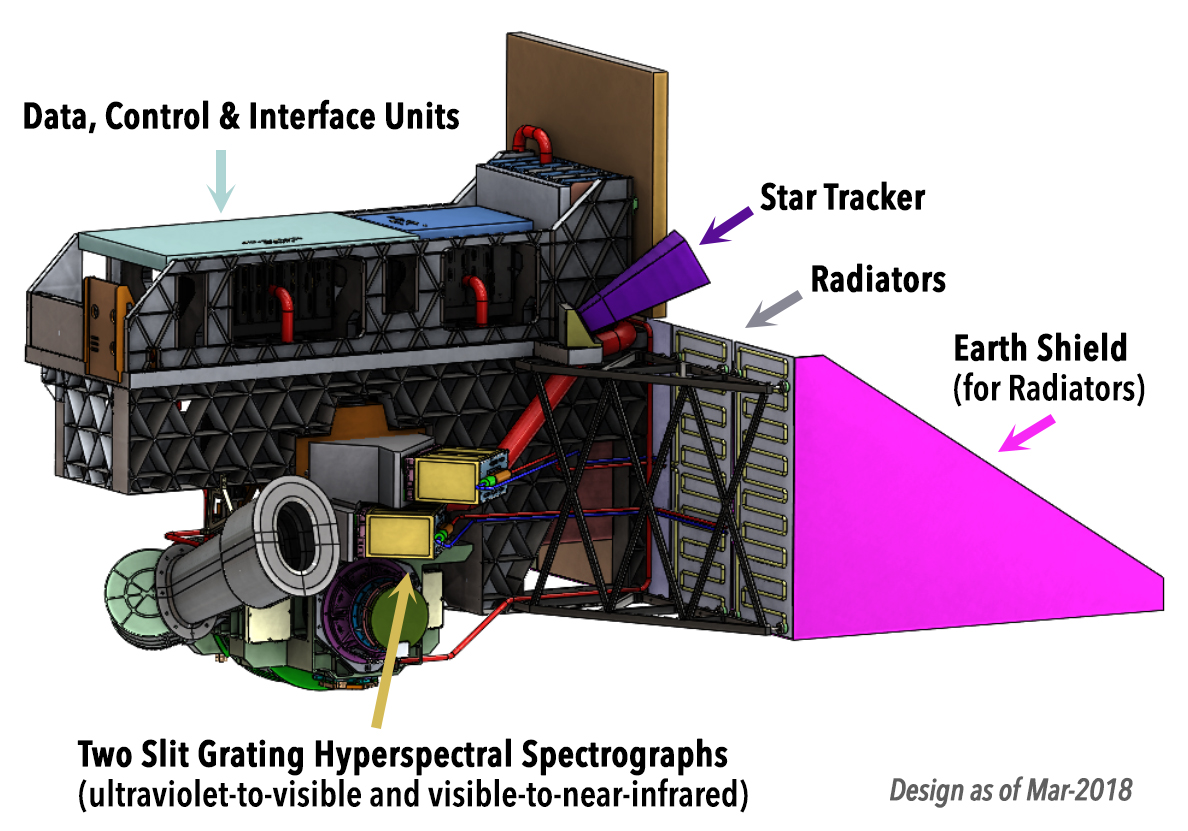 Data, Control & Interface Units
Star Tracker
Radiators
Earth Shield
(for Radiators)
Two Slit Grating Hyperspectral Spectrographs
(ultraviolet-to-visible and visible-to-near-infrared)
Design as of Mar-2018